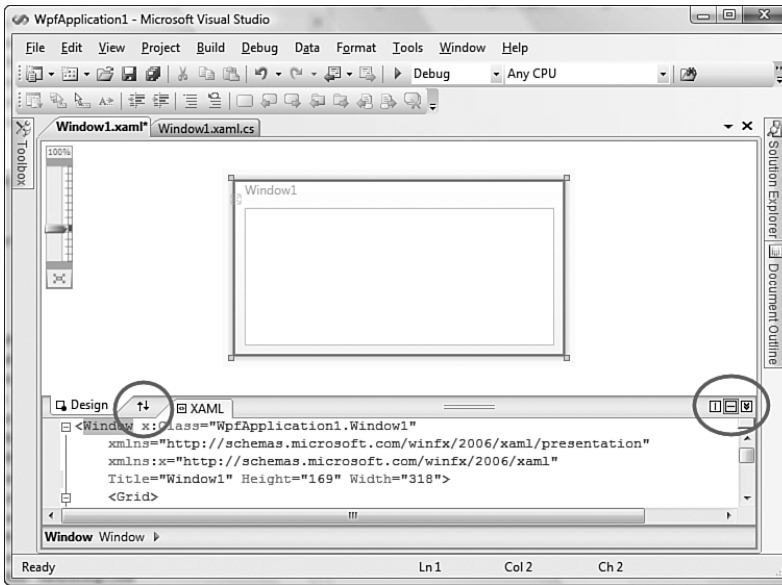 WpfApplication1 - Microsoft Visual Studio
File Edit View Project Build Debug Data Format Tools Window Help
Debug Any CPU
Window1.xaml* Window1.xaml.cs
Toolbox
Solution Explorer
Document Outline
100%
Window1
Design XAML
<Window x:Class="WpfApplication1.Window1"
xmlns="http://schemas.microsoft.com/winfx/2006/xaml/presentation"
xmlns:x="http://schemas.microsoft.com/winfx/2006/xaml"
Title="Window1" Height="169" Width="318">
<Grid>
Window Window
Ready Ln 1 Col 2 Ch 2